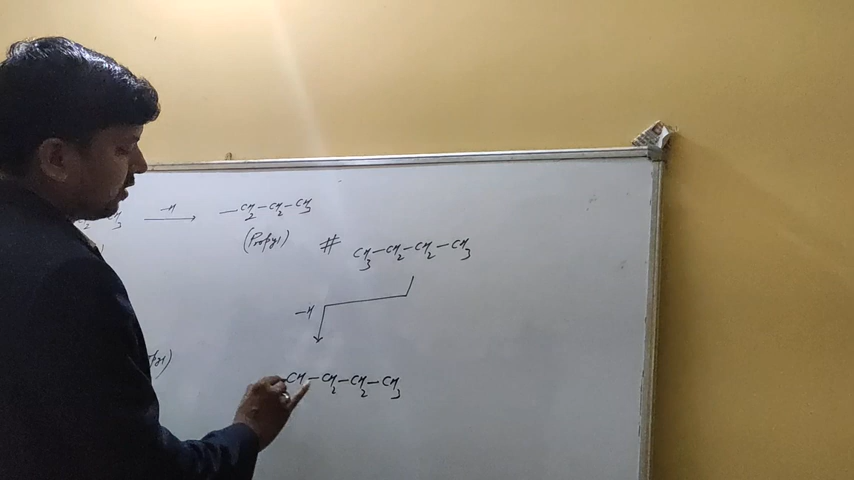 -H
—CH2—CH2—CH3
(Propyl)
# CH3—CH2—CH2—CH3
-H
—CH—CH2—CH2—CH3